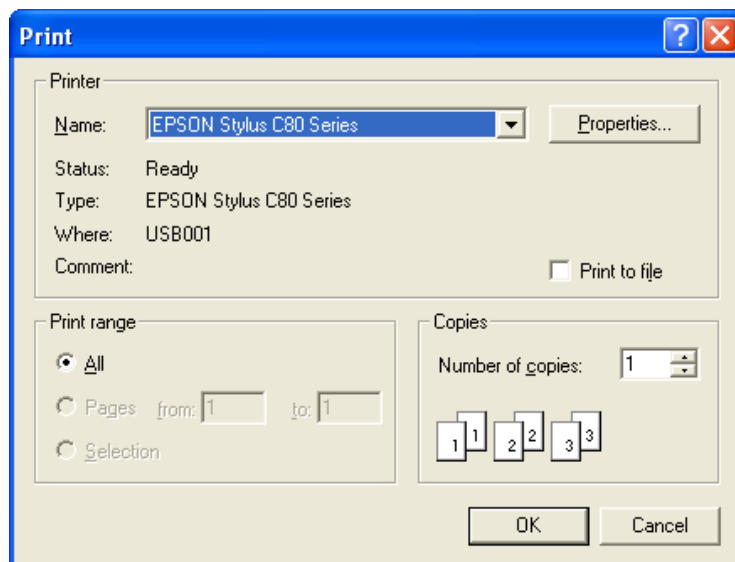 Print
Printer
Name: EPSON Stylus C80 Series Properties...
Status: Ready
Type: EPSON Stylus C80 Series
Where: USB001
Comment: Print to file
Print range
All
Pages from: 1 to: 1
Selection
Copies
Number of copies: 1
1 1 2 2 3 3
OK Cancel